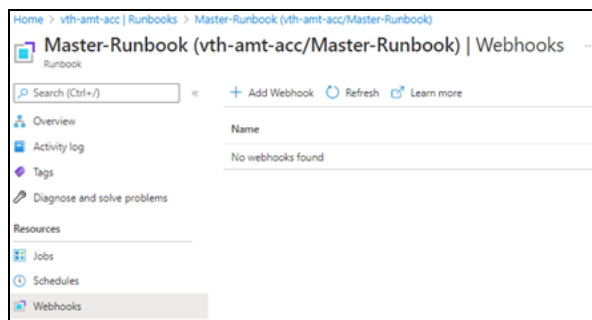 Home > vth-amt-acc | Runbooks > Master-Runbook (vth-amt-acc/Master-Runbook)
Master-Runbook (vth-amt-acc/Master-Runbook) | Webhooks ...
Runbook
Search (Ctrl+/) « + Add Webhook Refresh Learn more
Overview
Name
Activity log
No webhooks found
Tags
Diagnose and solve problems
Resources
Jobs
Schedules
Webhooks